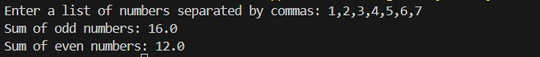 Enter a list of numbers separated by commas: 1,2,3,4,5,6,7
Sum of odd numbers: 16.0
Sum of even numbers: 12.0